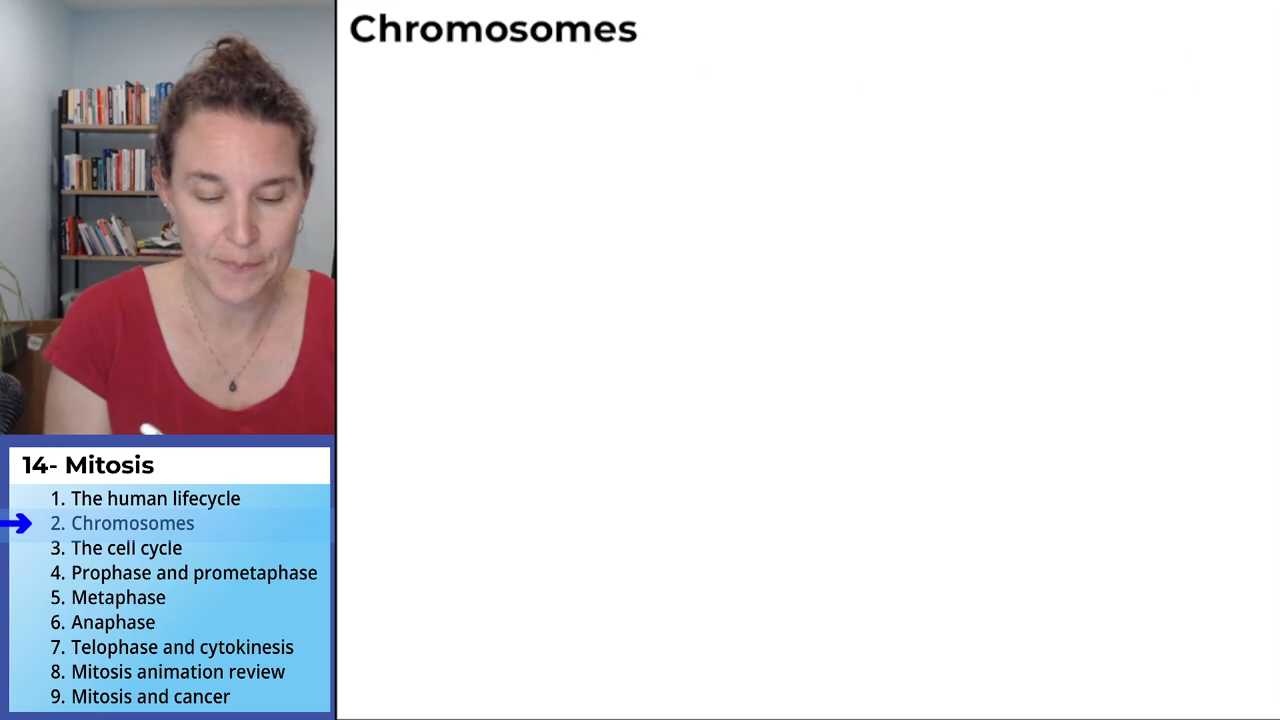 Chromosomes
14- Mitosis
1. The human lifecycle
2. Chromosomes
3. The cell cycle
4. Prophase and prometaphase
5. Metaphase
6. Anaphase
7. Telophase and cytokinesis
8. Mitosis animation review
9. Mitosis and cancer